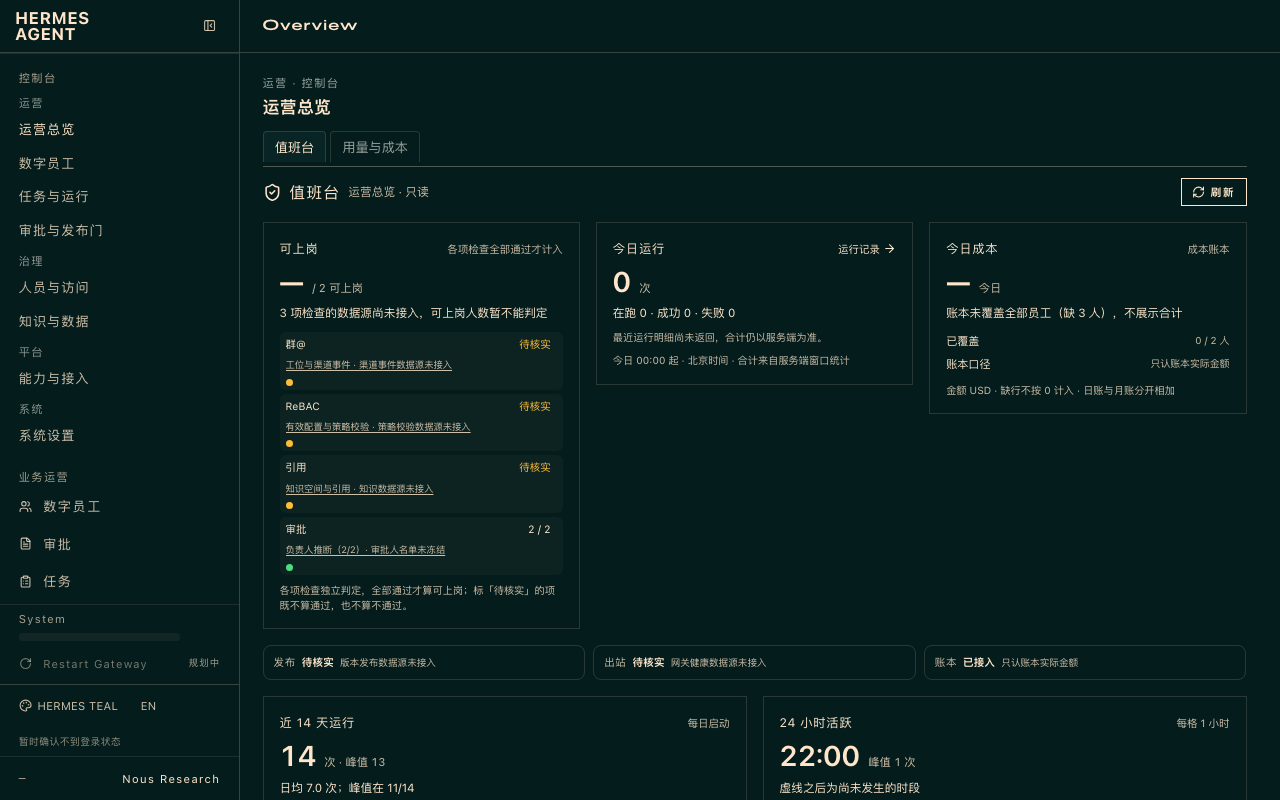 HERMES
AGENT
Overview
控制台
运营
运营总览
数字员工
任务与运行
审批与发布门
治理
人员与访问
知识与数据
平台
能力与接入
系统
系统设置
业务运营
数字员工
审批
任务
System
Restart Gateway 规划中
HERMES TEAL EN
暂时确认不到登录状态
— Nous Research
运营 · 控制台
运营总览
值班台 用量与成本
值班台 运营总览 · 只读
刷新
可上岗 各项检查全部通过才计入
— / 2 可上岗
3 项检查的数据源尚未接入，可上岗人数暂不能判定
群@ 待核实
工位与渠道事件 · 渠道事件数据源未接入
ReBAC 待核实
有效配置与策略校验 · 策略校验数据源未接入
引用 待核实
知识空间与引用 · 知识数据源未接入
审批 2 / 2
负责人推断（2/2）· 审批人名单未冻结
各项检查独立判定，全部通过才算可上岗；标「待核实」的项
既不算通过，也不算不通过。
今日运行 运行记录 →
0 次
在跑 0 · 成功 0 · 失败 0
最近运行明细尚未返回，合计仍以服务端为准。
今日 00:00 起 · 北京时间 · 合计来自服务端窗口统计
今日成本 成本账本
— 今日
账本未覆盖全部员工（缺 3 人），不展示合计
已覆盖 0 / 2 人
账本口径 只认账本实际金额
金额 USD · 缺行不按 0 计入 · 日账与月账分开相加
发布 待核实 版本发布数据源未接入
出站 待核实 网关健康数据源未接入
账本 已接入 只认账本实际金额
近 14 天运行 每日启动
14 次 · 峰值 13
日均 7.0 次；峰值在 11/14
24 小时活跃 每格 1 小时
22:00 峰值 1 次
虚线之后为尚未发生的时段